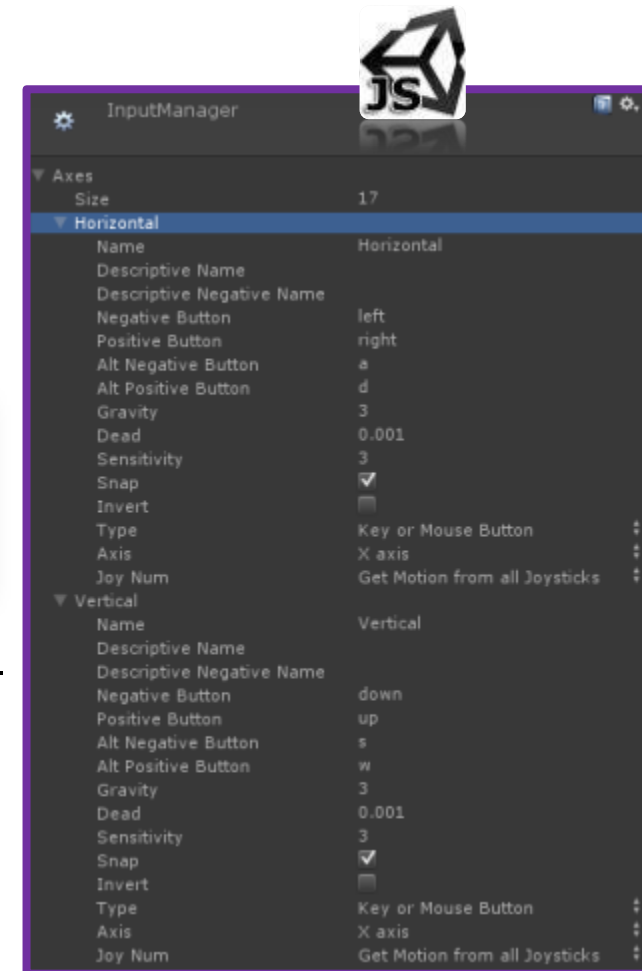 JS
InputManager
Axes
Size 17
Horizontal
Name Horizontal
Descriptive Name
Descriptive Negative Name
Negative Button left
Positive Button right
Alt Negative Button a
Alt Positive Button d
Gravity 3
Dead 0.001
Sensitivity 3
Snap
Invert
Type Key or Mouse Button
Axis X axis
Joy Num Get Motion from all Joysticks
Vertical
Name Vertical
Descriptive Name
Descriptive Negative Name
Negative Button down
Positive Button up
Alt Negative Button s
Alt Positive Button w
Gravity 3
Dead 0.001
Sensitivity 3
Snap
Invert
Type Key or Mouse Button
Axis X axis
Joy Num Get Motion from all Joysticks